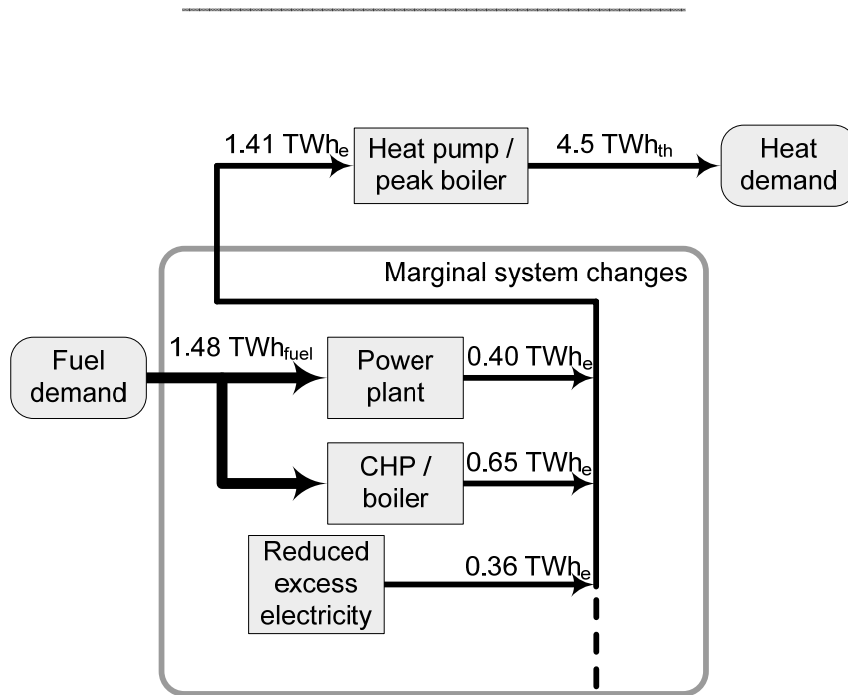 1.41 TWhe
Heat pump /
peak boiler
4.5 TWhth
Heat
demand
Marginal system changes
Fuel
demand
1.48 TWhfuel
Power
plant
0.40 TWhe
CHP /
boiler
0.65 TWhe
Reduced
excess
electricity
0.36 TWhe